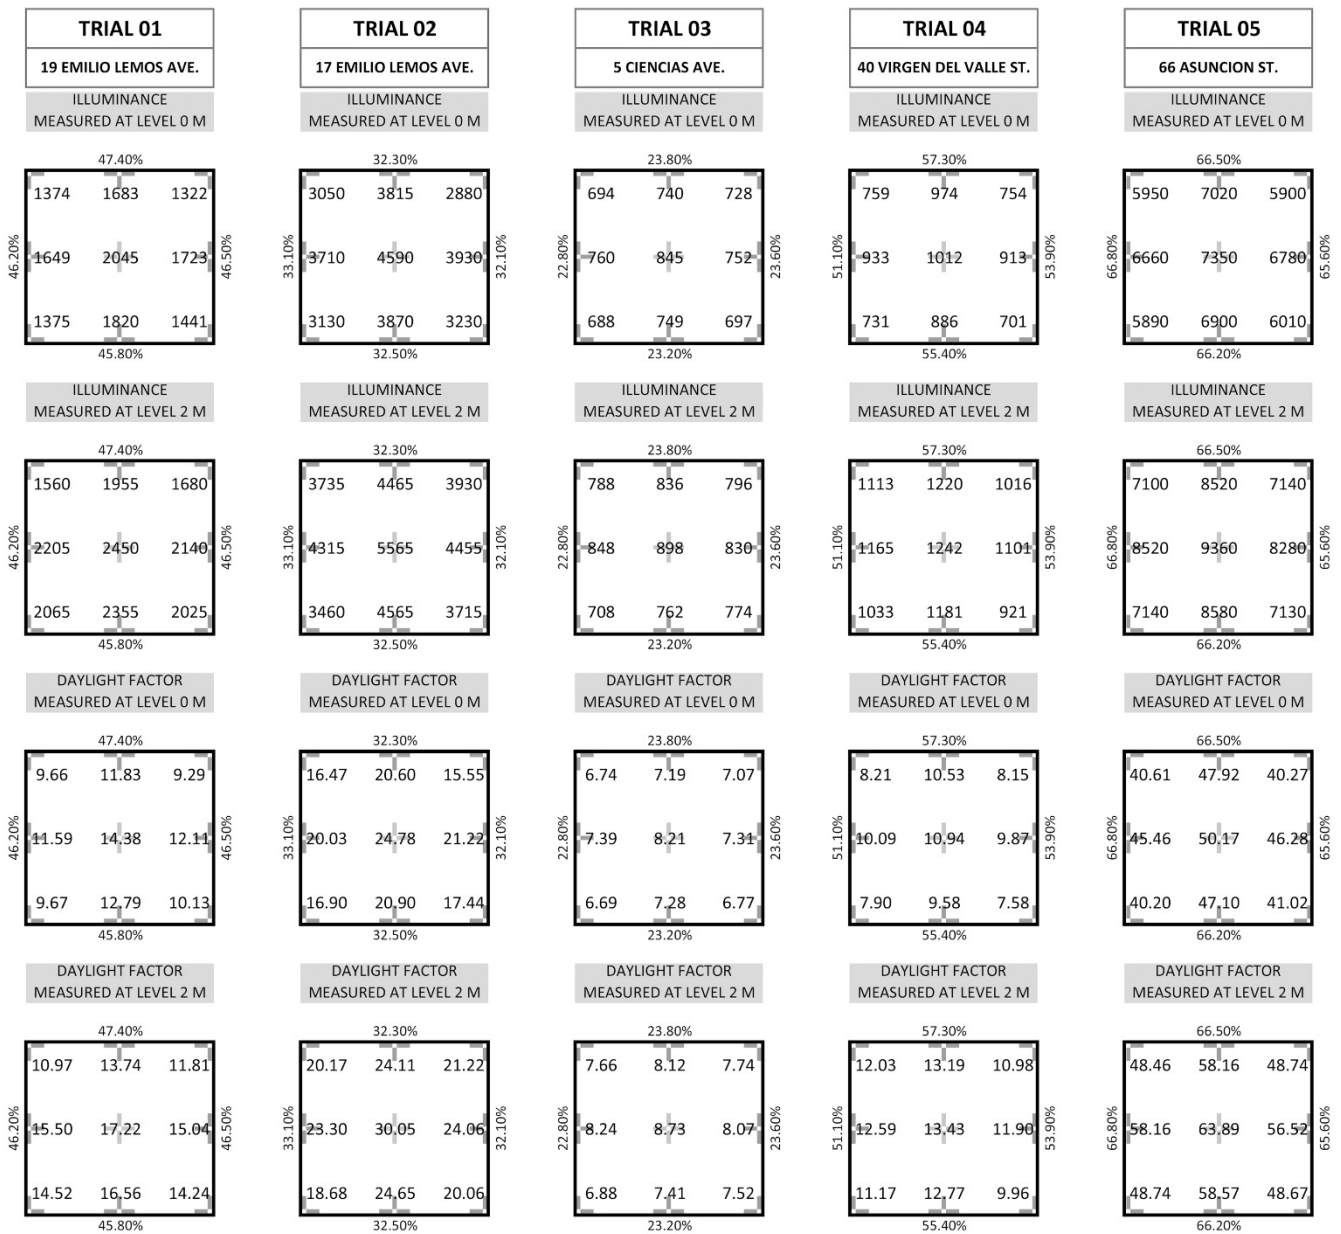 TRIAL 01 TRIAL 02 TRIAL 03 TRIAL 04 TRIAL 05
19 EMILIO LEMOS AVE. 17 EMILIO LEMOS AVE. 5 CIENCIAS AVE. 40 VIRGEN DEL VALLE ST. 66 ASUNCION ST.
ILLUMINANCE ILLUMINANCE ILLUMINANCE ILLUMINANCE ILLUMINANCE
MEASURED AT LEVEL 0 M MEASURED AT LEVEL 0 M MEASURED AT LEVEL 0 M MEASURED AT LEVEL 0 M MEASURED AT LEVEL 0 M
47.40% 32.30% 23.80% 57.30% 66.50%
1374 1683 1322 3050 3815 2880 694 740 728 759 974 754 5950 7020 5900
46.20% 1649 2045 1723 46.50% 33.10% 3710 4590 3930 32.10% 22.80% 760 845 752 23.60% 51.10% 933 1012 913 53.90% 66.80% 6660 7350 6780 65.60%
1375 1820 1441 3130 3870 3230 688 749 697 731 886 701 5890 6900 6010
45.80% 32.50% 23.20% 55.40% 66.20%
ILLUMINANCE ILLUMINANCE ILLUMINANCE ILLUMINANCE ILLUMINANCE
MEASURED AT LEVEL 2 M MEASURED AT LEVEL 2 M MEASURED AT LEVEL 2 M MEASURED AT LEVEL 2 M MEASURED AT LEVEL 2 M
47.40% 32.30% 23.80% 57.30% 66.50%
1560 1955 1680 3735 4465 3930 788 836 796 1113 1220 1016 7100 8520 7140
46.20% 2205 2450 2140 46.50% 33.10% 4315 5565 4455 32.10% 22.80% 848 898 830 23.60% 51.10% 1165 1242 1101 53.90% 66.80% 8520 9360 8280 65.60%
2065 2355 2025 3460 4565 3715 708 762 774 1033 1181 921 7140 8580 7130
45.80% 32.50% 23.20% 55.40% 66.20%
DAYLIGHT FACTOR DAYLIGHT FACTOR DAYLIGHT FACTOR DAYLIGHT FACTOR DAYLIGHT FACTOR
MEASURED AT LEVEL 0 M MEASURED AT LEVEL 0 M MEASURED AT LEVEL 0 M MEASURED AT LEVEL 0 M MEASURED AT LEVEL 0 M
47.40% 32.30% 23.80% 57.30% 66.50%
9.66 11.83 9.29 16.47 20.60 15.55 6.74 7.19 7.07 8.21 10.53 8.15 40.61 47.92 40.27
46.20% 11.59 14.38 12.11 46.50% 33.10% 20.03 24.78 21.22 32.10% 22.80% 7.39 8.21 7.31 23.60% 51.10% 10.09 10.94 9.87 53.90% 66.80% 45.46 50.17 46.28 65.60%
9.67 12.79 10.13 16.90 20.90 17.44 6.69 7.28 6.77 7.90 9.58 7.58 40.20 47.10 41.02
45.80% 32.50% 23.20% 55.40% 66.20%
DAYLIGHT FACTOR DAYLIGHT FACTOR DAYLIGHT FACTOR DAYLIGHT FACTOR DAYLIGHT FACTOR
MEASURED AT LEVEL 2 M MEASURED AT LEVEL 2 M MEASURED AT LEVEL 2 M MEASURED AT LEVEL 2 M MEASURED AT LEVEL 2 M
47.40% 32.30% 23.80% 57.30% 66.50%
10.97 13.74 11.81 20.17 24.11 21.22 7.66 8.12 7.74 12.03 13.19 10.98 48.46 58.16 48.74
46.20% 15.50 17.22 15.04 46.50% 33.10% 23.30 30.05 24.06 32.10% 22.80% 8.24 8.73 8.07 23.60% 51.10% 12.59 13.43 11.90 53.90% 66.80% 58.16 63.89 56.52 65.60%
14.52 16.56 14.24 18.68 24.65 20.06 6.88 7.41 7.52 11.17 12.77 9.96 48.74 58.57 48.67
45.80% 32.50% 23.20% 55.40% 66.20%